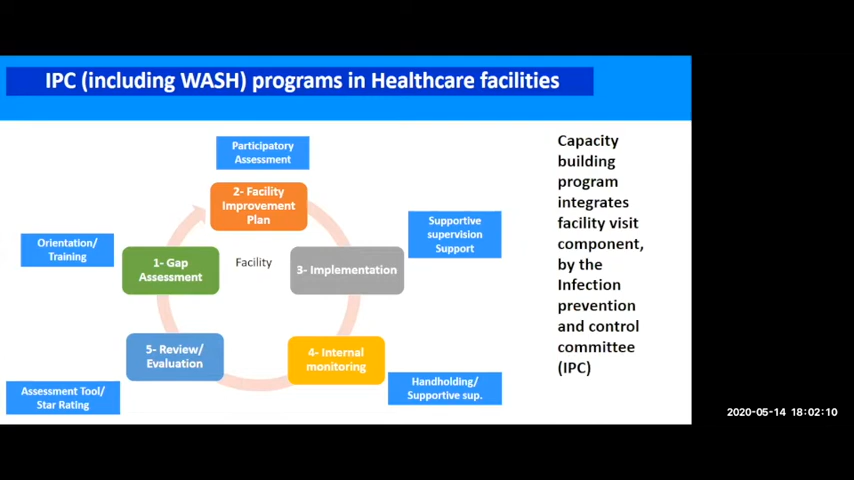 IPC (including WASH) programs in Healthcare facilities
Participatory
Assessment
2- Facility
Improvement
Plan
Orientation/
Training
1- Gap
Assessment
Facility
3- Implementation
Supportive
supervision
Support
5- Review/
Evaluation
4- Internal
monitoring
Assessment Tool/
Star Rating
Handholding/
Supportive sup.
Capacity
building
program
integrates
facility visit
component,
by the
Infection
prevention
and control
committee
(IPC)
2020-05-14 18:02:10